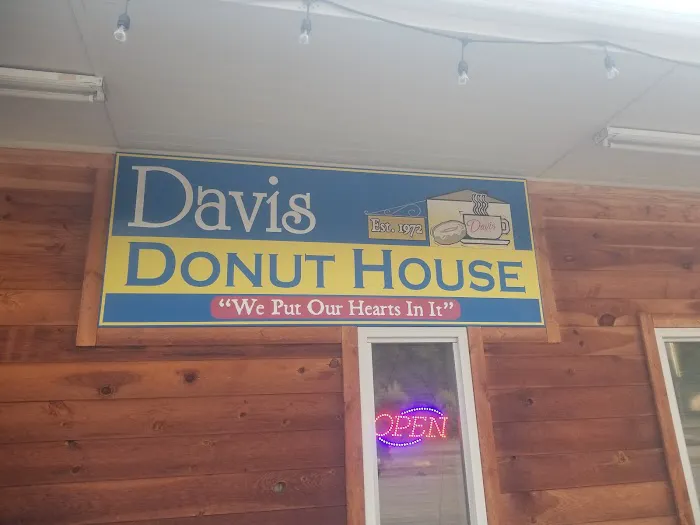 Davis
Est. 1972
Davis
DONUT HOUSE
"WE PUT OUR HEARTS IN IT"
OPEN